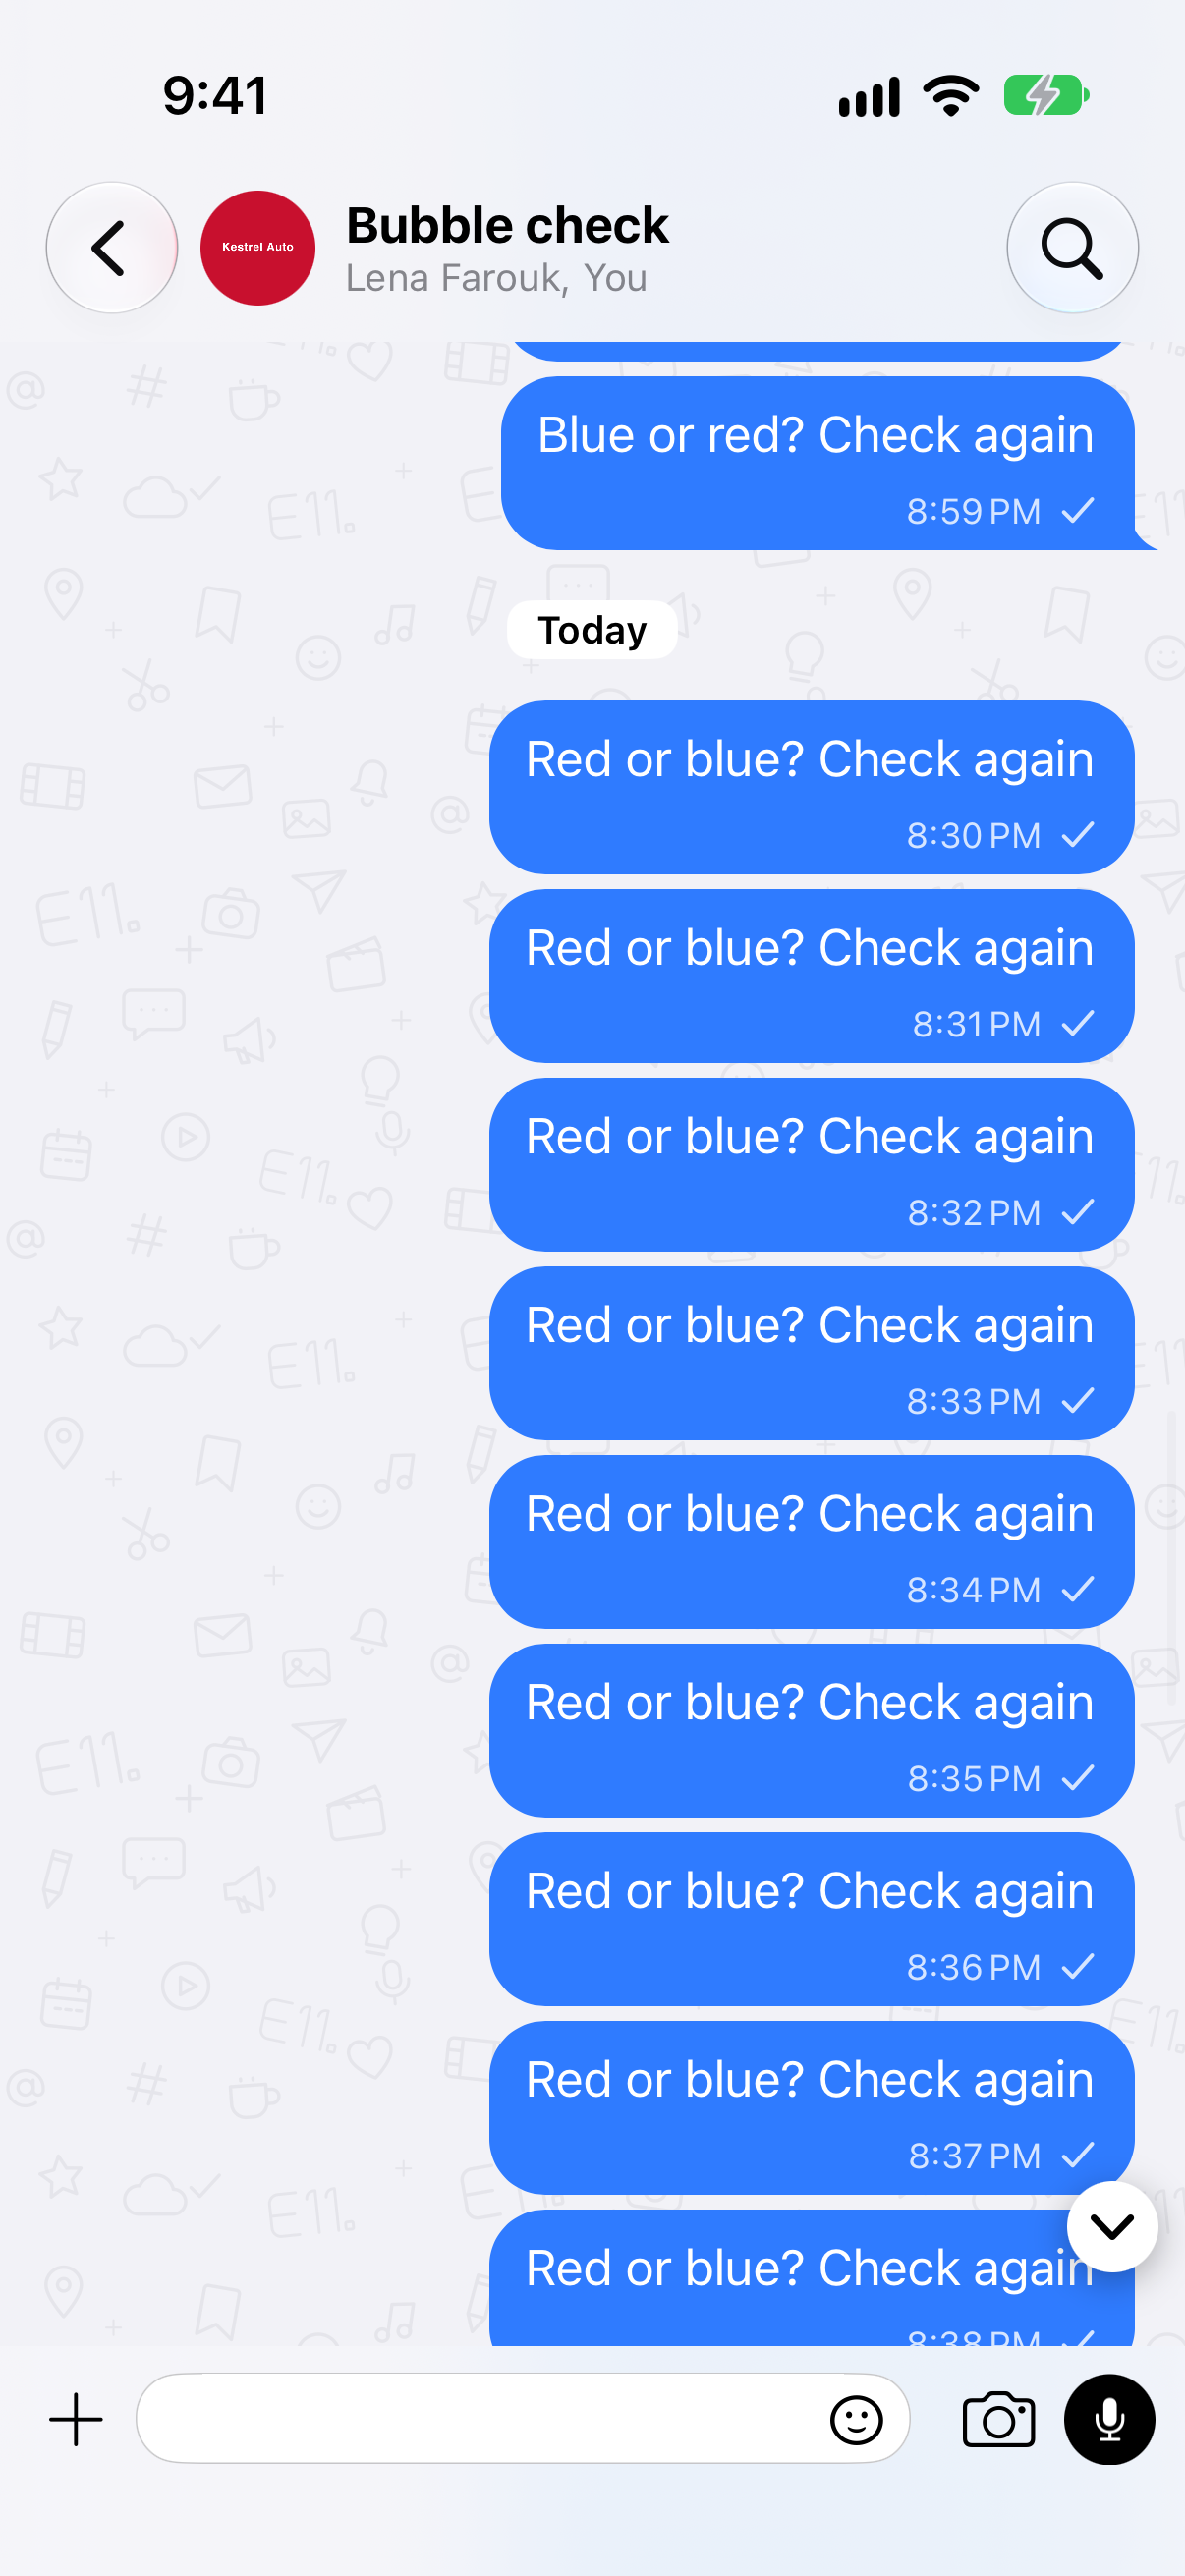 9:41
Kestrel Auto
Bubble check
Lena Farouk, You
Blue or red? Check again
8:59 PM
Today
Red or blue? Check again
8:30 PM
Red or blue? Check again
8:31 PM
Red or blue? Check again
8:32 PM
Red or blue? Check again
8:33 PM
Red or blue? Check again
8:34 PM
Red or blue? Check again
8:35 PM
Red or blue? Check again
8:36 PM
Red or blue? Check again
8:37 PM
Red or blue? Check again
8:38 PM